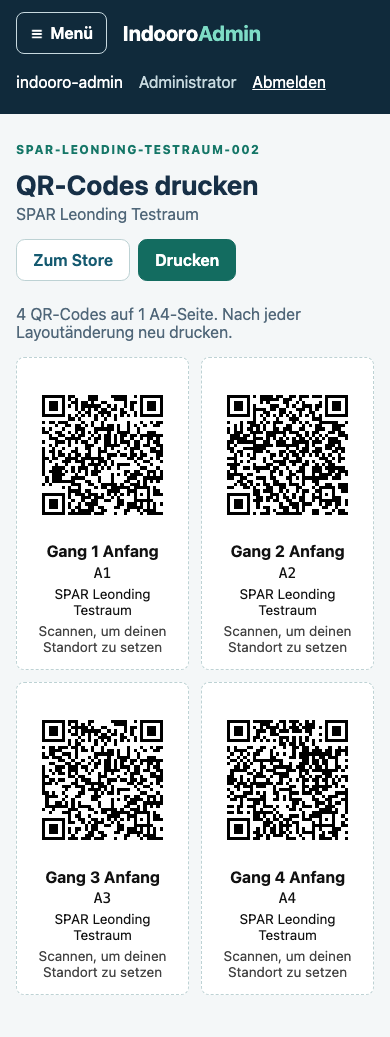 ≡ Menü IndooroAdmin
indooro-admin Administrator Abmelden
SPAR-LEONDING-TESTRAUM-002
QR-Codes drucken
SPAR Leonding Testraum
Zum Store Drucken
4 QR-Codes auf 1 A4-Seite. Nach jeder
Layoutänderung neu drucken.
Gang 1 Anfang
A1
SPAR Leonding
Testraum
Scannen, um deinen
Standort zu setzen
Gang 2 Anfang
A2
SPAR Leonding
Testraum
Scannen, um deinen
Standort zu setzen
Gang 3 Anfang
A3
SPAR Leonding
Testraum
Scannen, um deinen
Standort zu setzen
Gang 4 Anfang
A4
SPAR Leonding
Testraum
Scannen, um deinen
Standort zu setzen